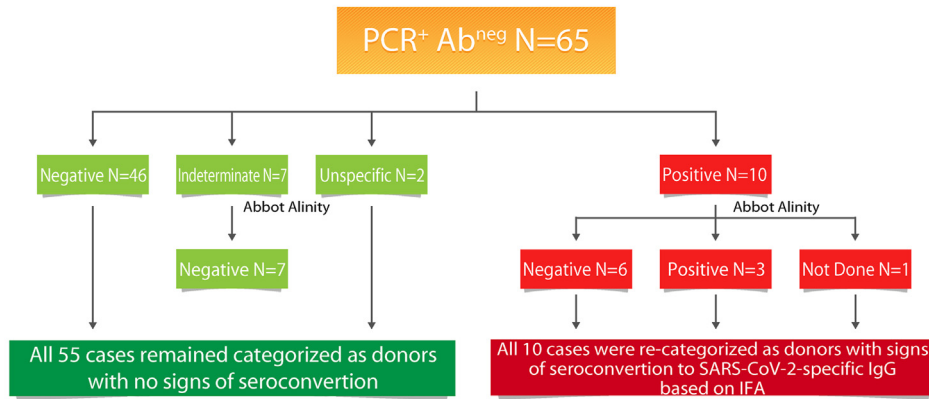 PCR⁺ Abⁿᵉᵍ N=65
Negative N=46
Indeterminate N=7
Unspecific N=2
Positive N=10
Abbot Alinity
Abbot Alinity
Negative N=7
Negative N=6
Positive N=3
Not Done N=1
All 55 cases remained categorized as donors
with no signs of seroconvertion
All 10 cases were re-categorized as donors with signs
of seroconvertion to SARS-CoV-2-specific IgG
based on IFA